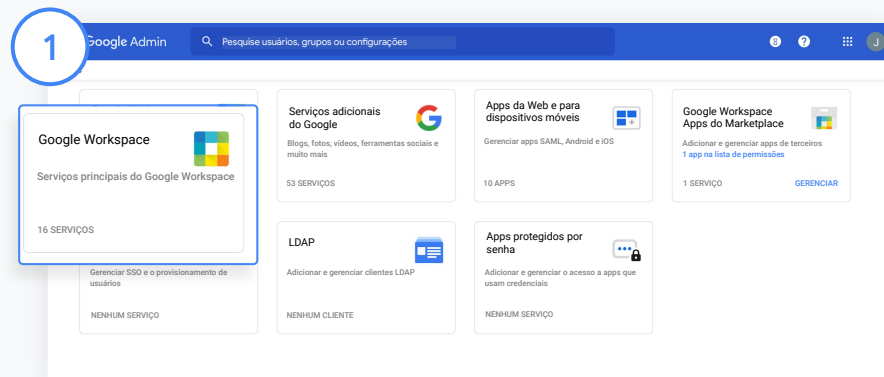 1
Google Admin
Pesquise usuários, grupos ou configurações
J
Google Workspace
Serviços principais do Google Workspace
16 SERVIÇOS
Serviços adicionais
do Google
Blogs, fotos, vídeos, ferramentas sociais e
muito mais
53 SERVIÇOS
Apps da Web e para
dispositivos móveis
Gerenciar apps SAML, Android e iOS
10 APPS
Google Workspace
Apps do Marketplace
Adicionar e gerenciar apps de terceiros
1 app na lista de permissões
1 SERVIÇO
GERENCIAR
Gerenciar SSO e o provisionamento de
usuários
NENHUM SERVIÇO
LDAP
Adicionar e gerenciar clientes LDAP
NENHUM CLIENTE
Apps protegidos por
senha
Adicionar e gerenciar o acesso a apps que
usam credenciais
NENHUM SERVIÇO